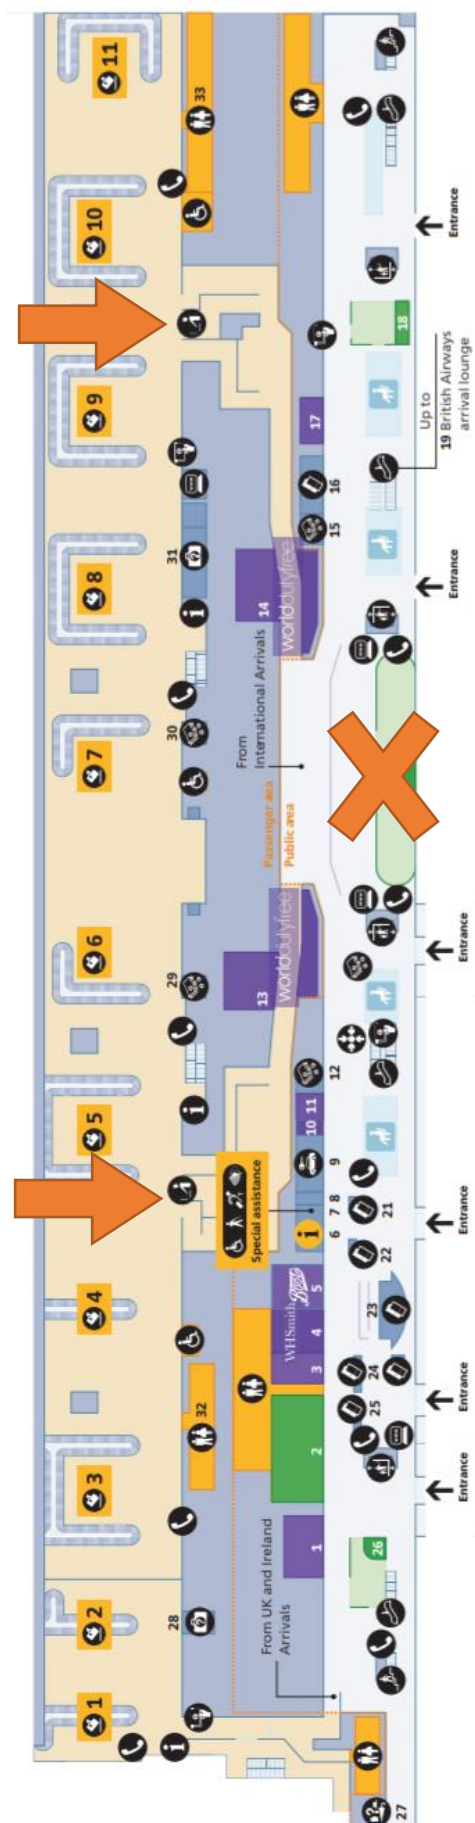 11
10
9
8
7
6
5
4
3
2
1
33
31
30
29
32
28
18
17
16
15
14
worlddutyfree
13
worlddutyfree
12
11
10
9
8
7
6
5
4
3
2
1
Boots
WHSmith
Special assistance
Passenger area
Public area
From
International Arrivals
From UK and Ireland
Arrivals
21
22
23
24
25
26
27
Up to
19 British Airways
arrival lounge
Entrance
Entrance
Entrance
Entrance
Entrance
Entrance